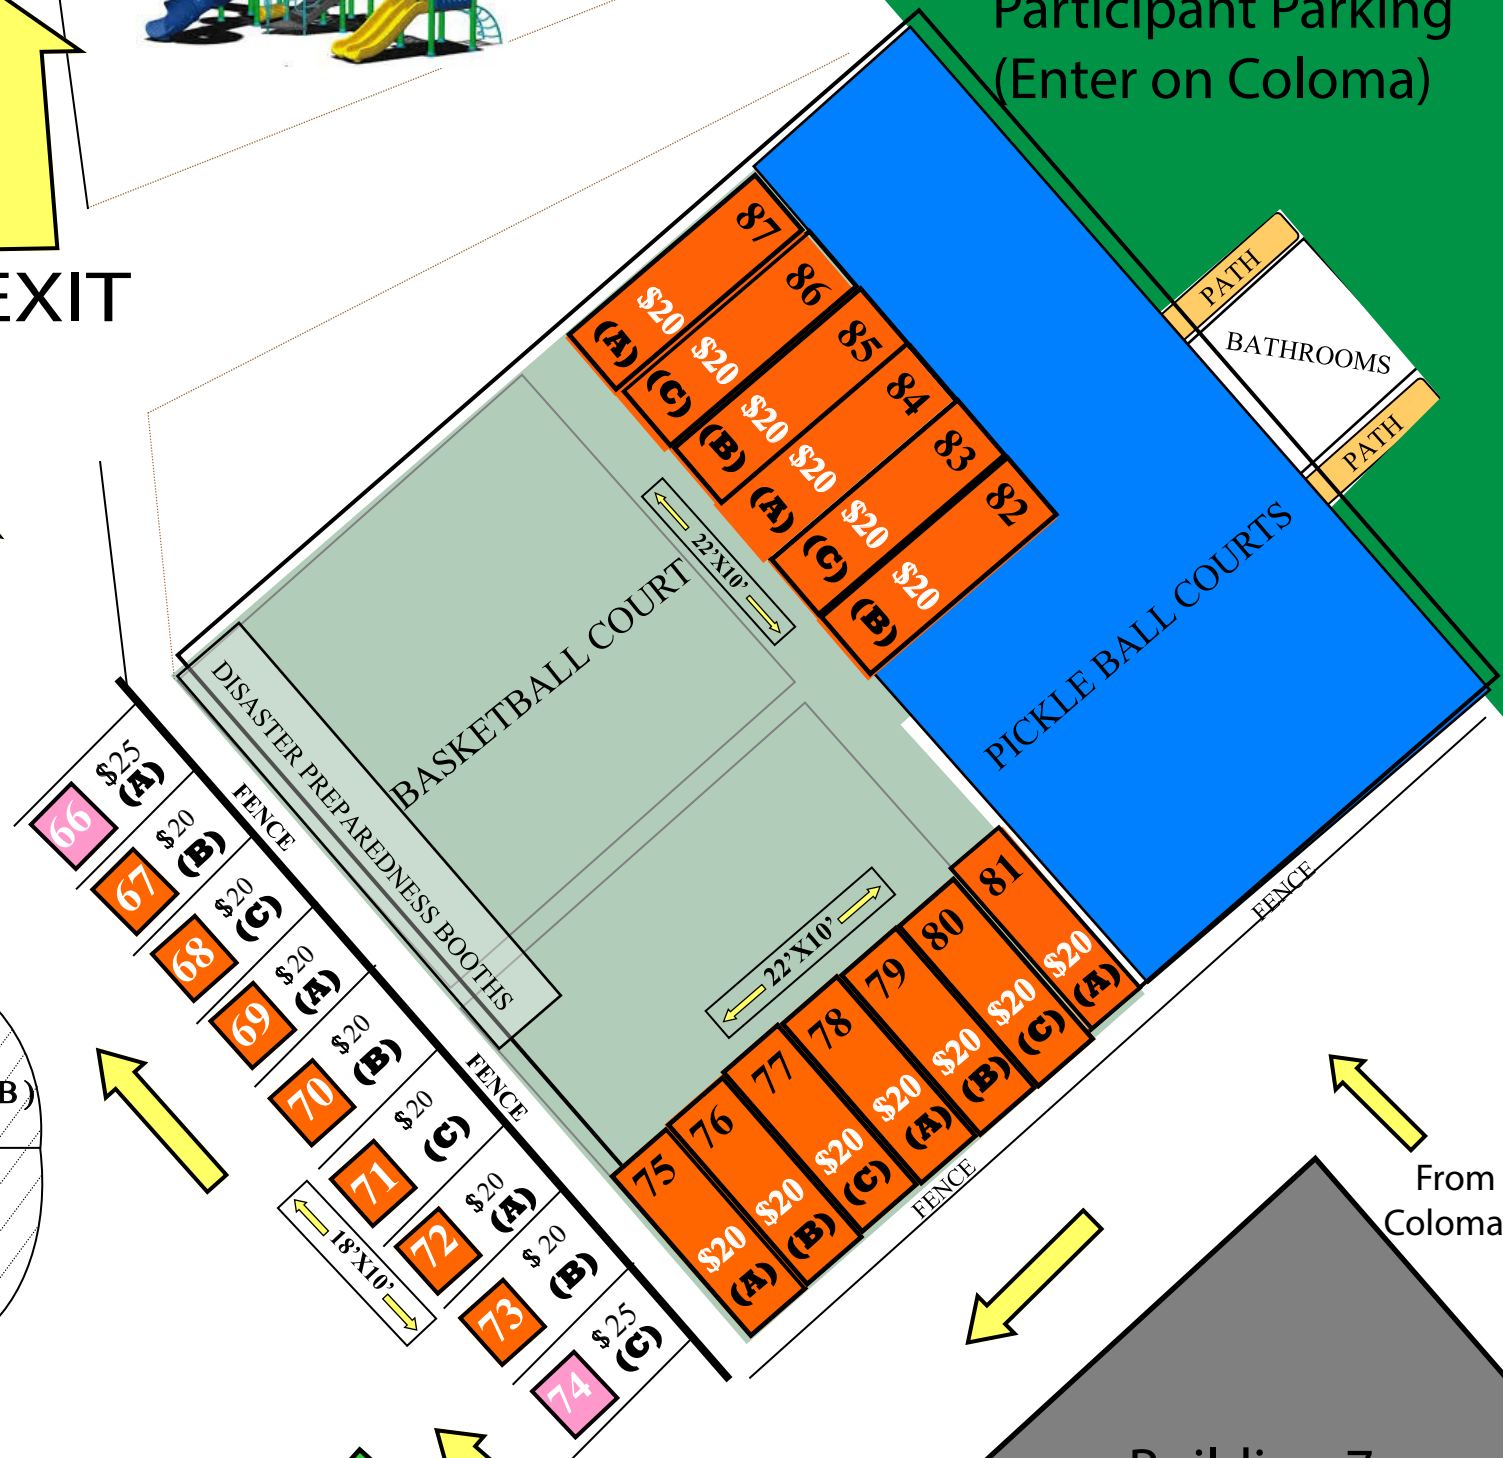 Participant Parking
(Enter on Coloma)
EXIT
PATH
BATHROOMS
PATH
87
$20
(A)
86
$20
(C)
85
$20
(B)
84
$20
(A)
83
$20
(C)
82
$20
(B)
22'X10'
BASKETBALL COURT
PICKLE BALL COURTS
DISASTER PREPAREDNESS BOOTHS
FENCE
FENCE
FENCE
FENCE
66
$25
(A)
67
$20
(B)
68
$20
(C)
69
$20
(A)
70
$20
(B)
71
$20
(C)
72
$20
(A)
73
$20
(B)
74
$25
(C)
18'X10'
22'X10'
75
$20
(A)
76
$20
(B)
77
$20
(C)
78
$20
(A)
79
$20
(B)
80
$20
(C)
81
$20
(A)
B)
From
Coloma
Building 7